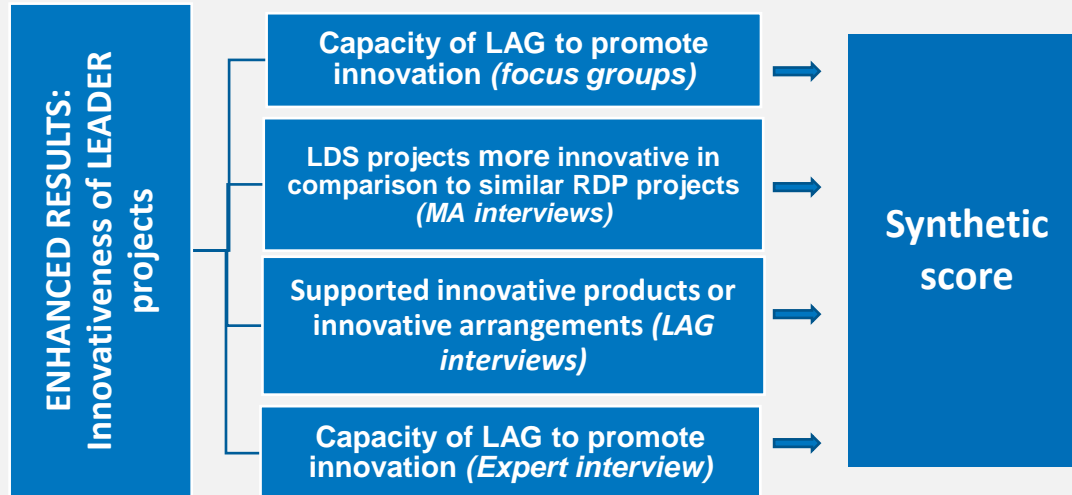 ENHANCED RESULTS:
Innovativeness of LEADER
projects
Capacity of LAG to promote
innovation (focus groups)
LDS projects more innovative in
comparison to similar RDP projects
(MA interviews)
Supported innovative products or
innovative arrangements (LAG
interviews)
Capacity of LAG to promote
innovation (Expert interview)
Synthetic
score